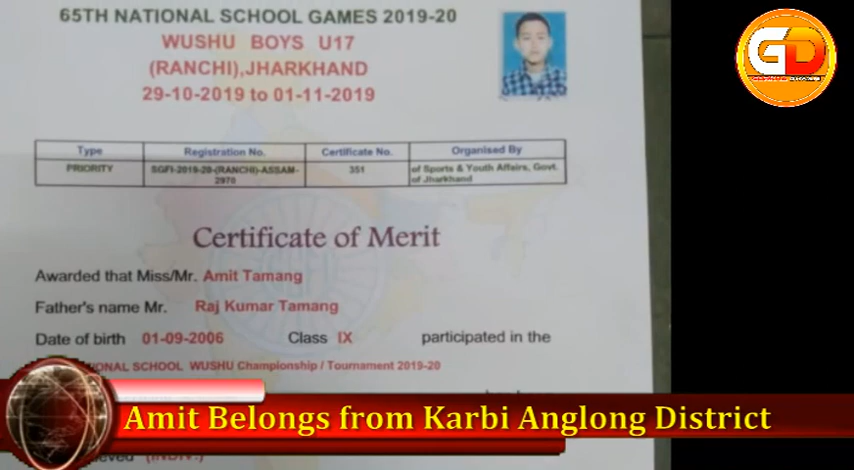 65TH NATIONAL SCHOOL GAMES 2019-20
WUSHU BOYS U17
(RANCHI),JHARKHAND
29-10-2019 to 01-11-2019
GD
Type Registration No. Certificate No. Organised By
PRIORITY SGFI-2019-20-(RANCHI)-ASSAM-2970 351 of Sports & Youth Affairs, Govt. of Jharkhand
Certificate of Merit
Awarded that Miss/Mr. Amit Tamang
Father's name Mr. Raj Kumar Tamang
Date of birth 01-09-2006 Class IX participated in the
NATIONAL SCHOOL WUSHU Championship / Tournament 2019-20
Amit Belongs from Karbi Anglong District
(INDIV.)